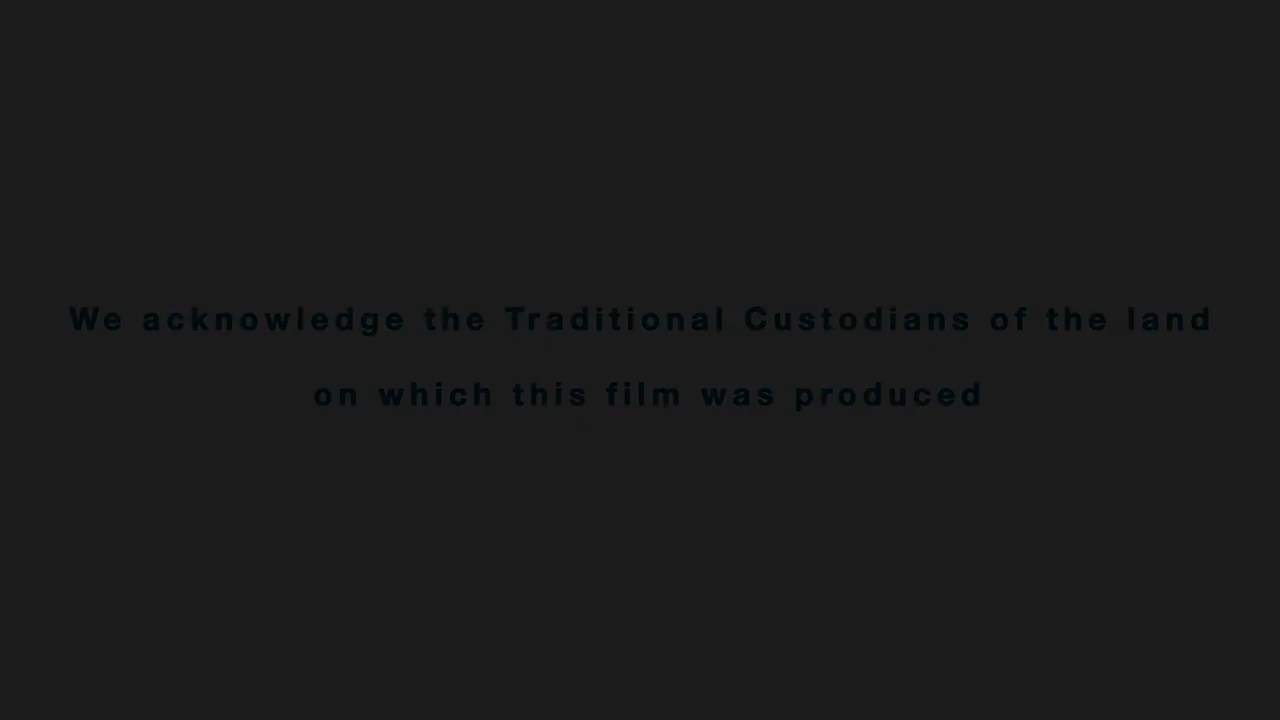 We acknowledge the Traditional Custodians of the land
on which this film was produced